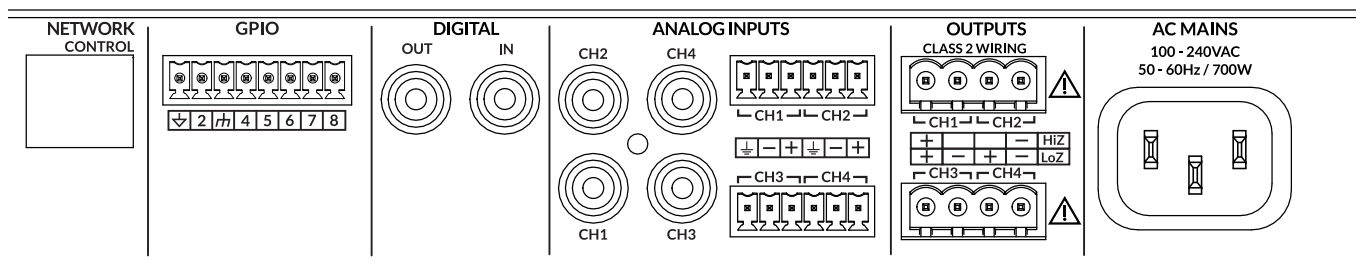 NETWORK
CONTROL
GPIO
2 4 5 6 7 8
DIGITAL
OUT IN
ANALOG INPUTS
CH2 CH4
CH1 CH3
CH1 CH2
⏚ − + ⏚ − +
CH3 CH4
OUTPUTS
CLASS 2 WIRING
CH1 CH2
+ − HiZ
+ − + − LoZ
CH3 CH4
AC MAINS
100 - 240VAC
50 - 60Hz / 700W